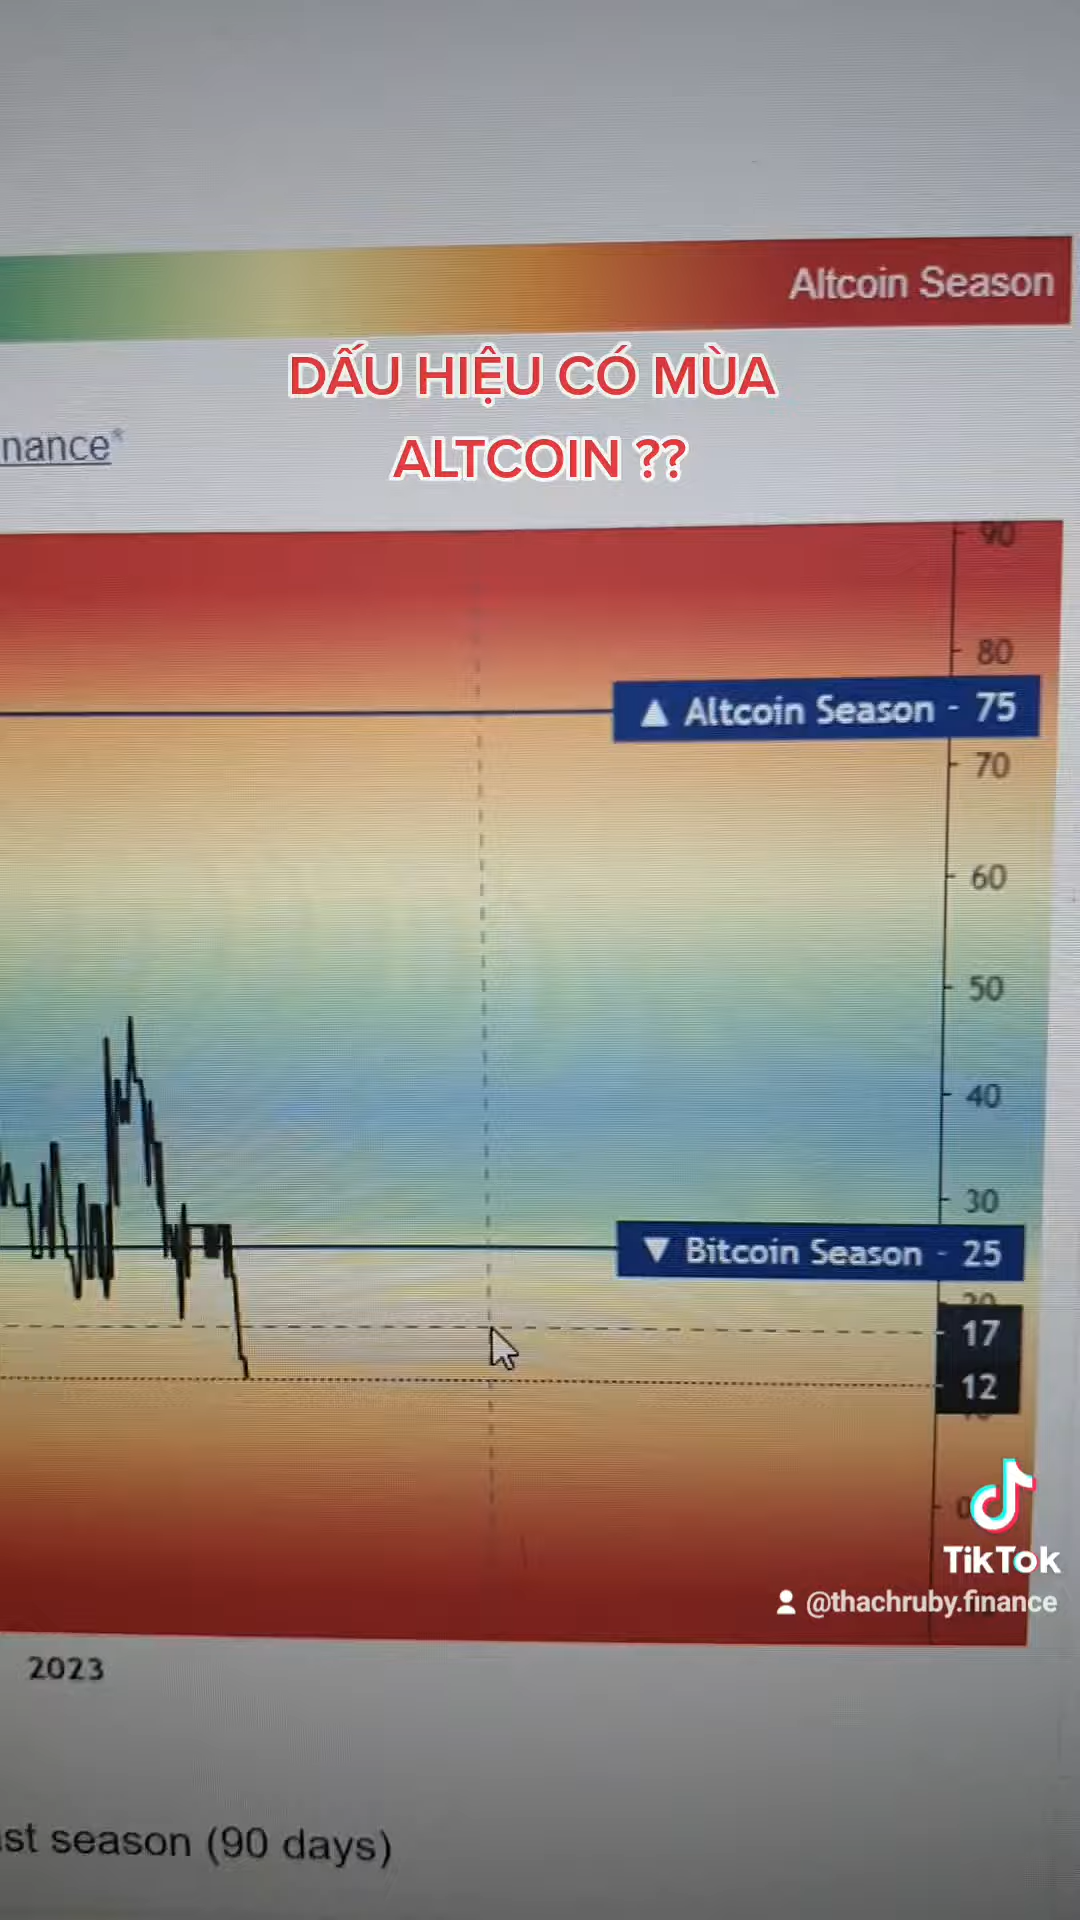 Altcoin Season
DẤU HIỆU CÓ MÙA
ALTCOIN ??
nance*
90
80
▲ Altcoin Season - 75
70
60
50
40
30
▼ Bitcoin Season - 25
20
17
12
TikTok
@thachruby.finance
2023
st season (90 days)